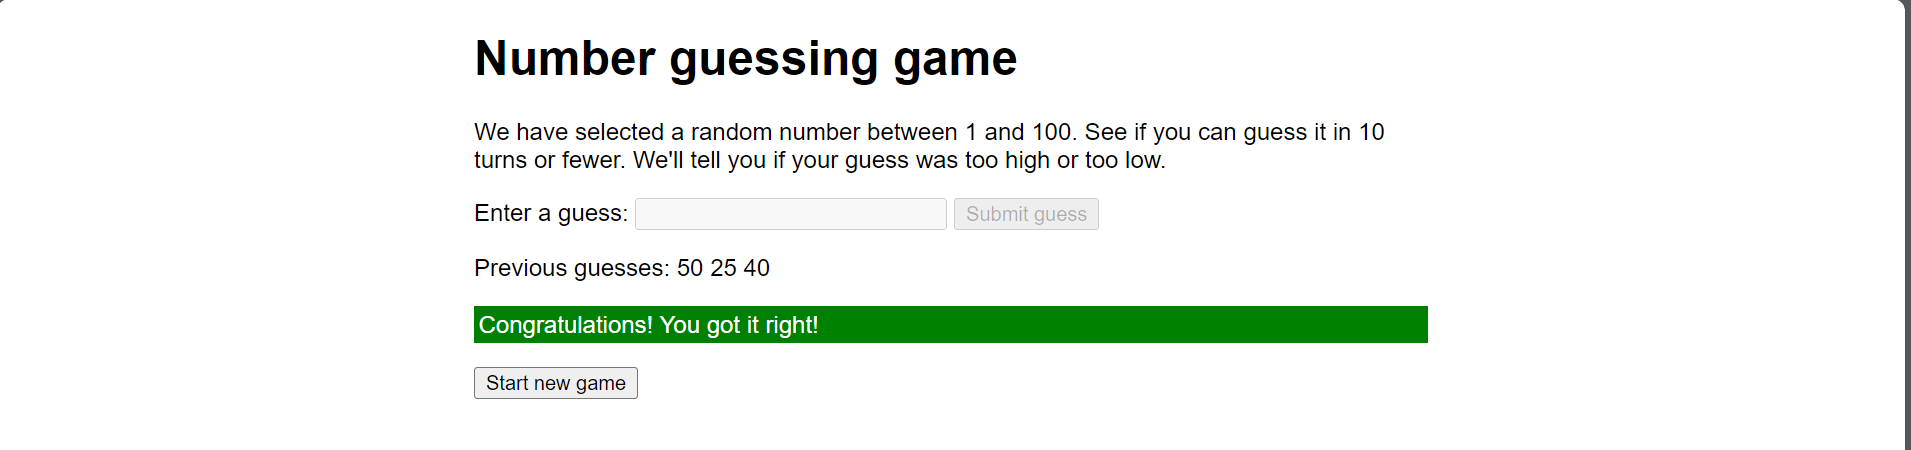 Number guessing game
We have selected a random number between 1 and 100. See if you can guess it in 10
turns or fewer. We'll tell you if your guess was too high or too low.
Enter a guess: Submit guess
Previous guesses: 50 25 40
Congratulations! You got it right!
Start new game